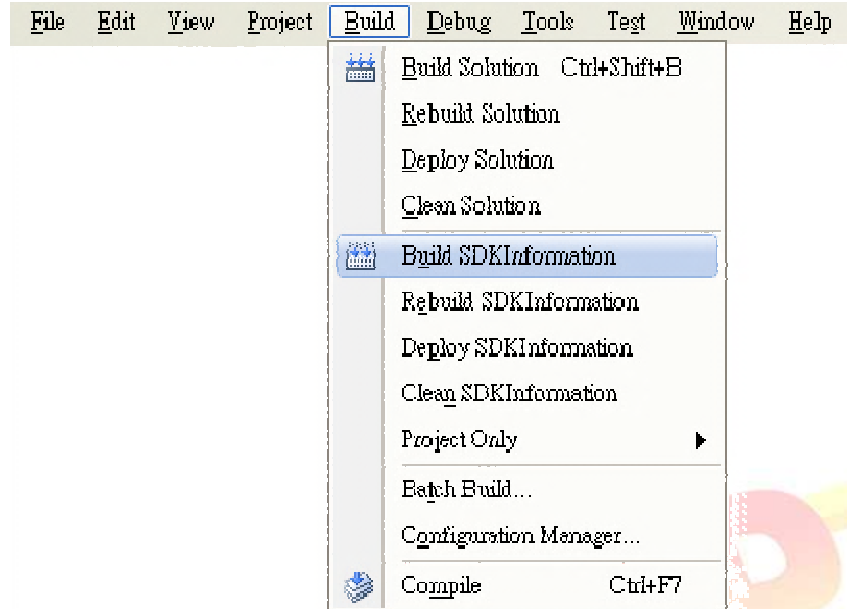 File Edit View Project Build Debug Tools Test Window Help
Build Solution Ctrl+Shift+B
Rebuild Solution
Deploy Solution
Clean Solution
Build SDKInformation
Rebuild SDKInformation
Deploy SDKInformation
Clean SDKInformation
Project Only
Batch Build...
Configuration Manager...
Compile Ctrl+F7